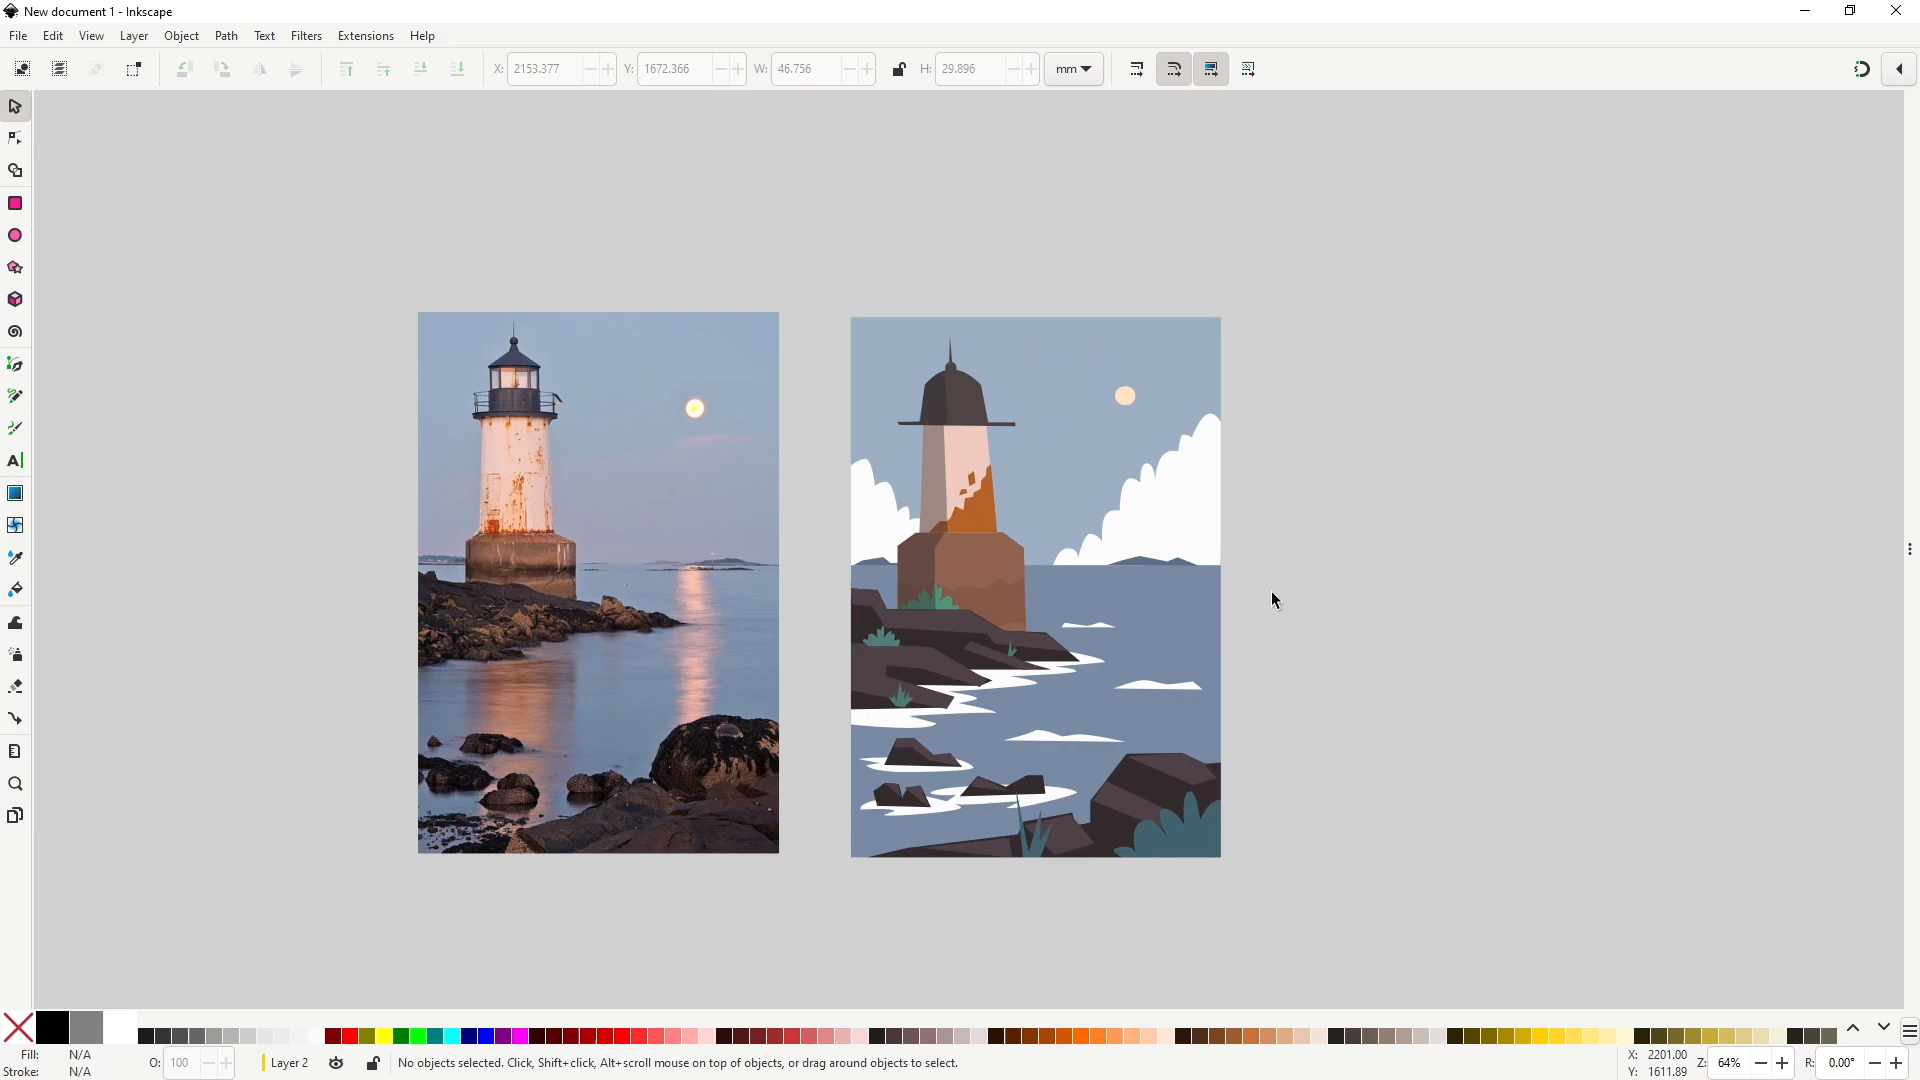 New document 1 - Inkscape
File Edit View Layer Object Path Text Filters Extensions Help
X: 2153.377 Y: 1672.366 W: 46.756 H: 29.896 mm
Fill: N/A O: 100 Layer 2 No objects selected. Click, Shift+click, Alt+scroll mouse on top of objects, or drag around objects to select. X: 2201.00 Z: 64% R: 0.00°
Stroke: N/A Y: 1611.89